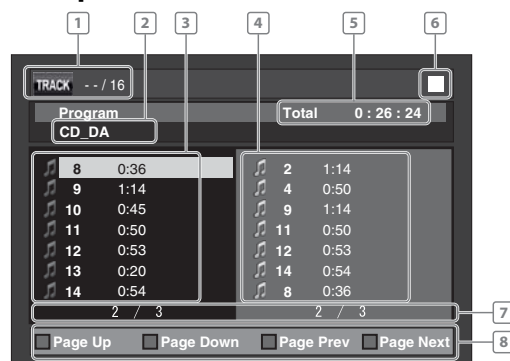 1 2 3 4 5 6
TRACK - - / 16
Program Total 0 : 26 : 24
CD_DA
8 0:36 2 1:14
9 1:14 4 0:50
10 0:45 9 1:14
11 0:50 11 0:50
12 0:53 12 0:53
13 0:20 14 0:54
14 0:54 8 0:36
2 / 3 2 / 3
7
Page Up Page Down Page Prev Page Next
8